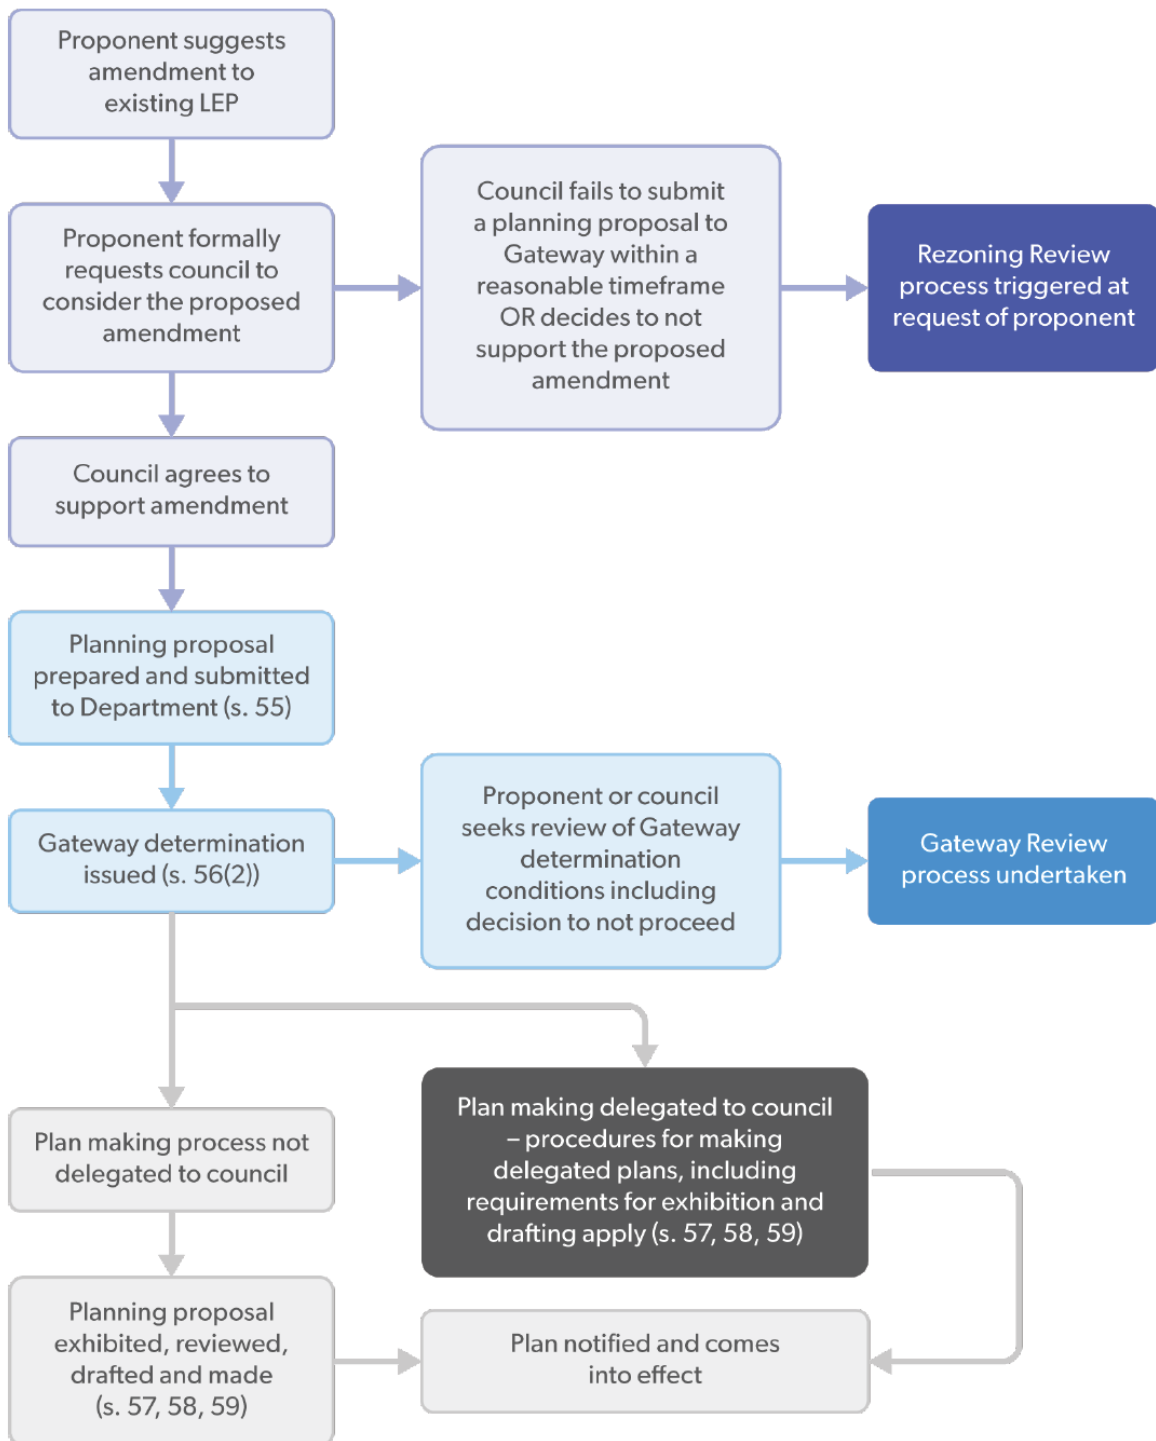 Proponent suggests
amendment to
existing LEP
Proponent formally
requests council to
consider the proposed
amendment
Council fails to submit
a planning proposal to
Gateway within a
reasonable timeframe
OR decides to not
support the proposed
amendment
Rezoning Review
process triggered at
request of proponent
Council agrees to
support amendment
Planning proposal
prepared and submitted
to Department (s. 55)
Gateway determination
issued (s. 56(2))
Proponent or council
seeks review of Gateway
determination
conditions including
decision to not proceed
Gateway Review
process undertaken
Plan making process not
delegated to council
Plan making delegated to council
– procedures for making
delegated plans, including
requirements for exhibition and
drafting apply (s. 57, 58, 59)
Planning proposal
exhibited, reviewed,
drafted and made
(s. 57, 58, 59)
Plan notified and comes
into effect